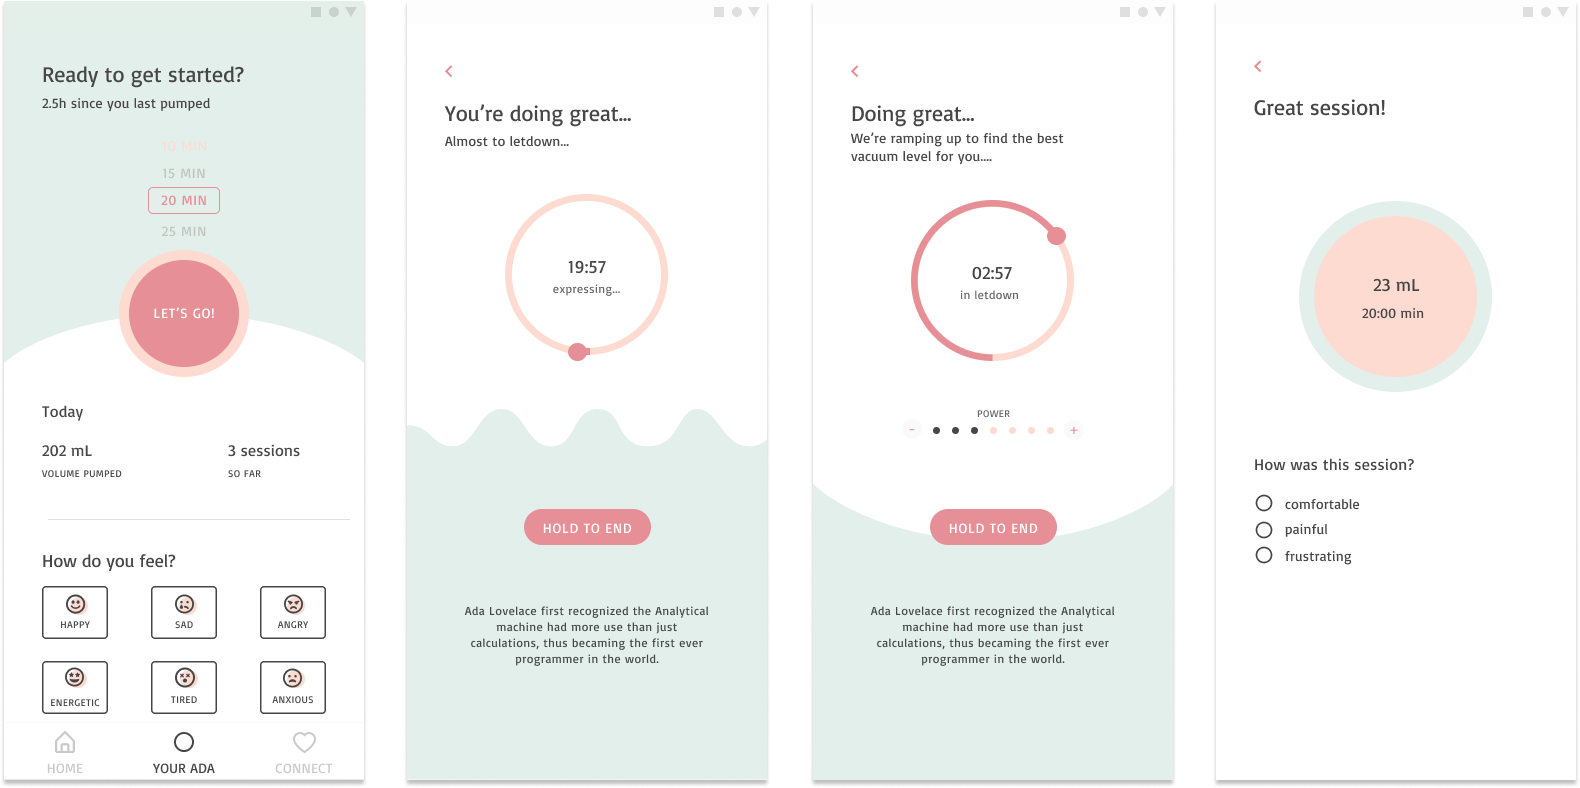 Ready to get started?
2.5h since you last pumped
10 MIN
15 MIN
20 MIN
25 MIN
LET'S GO!
Today
202 mL
VOLUME PUMPED
3 sessions
SO FAR
How do you feel?
HAPPY
SAD
ANGRY
ENERGETIC
TIRED
ANXIOUS
HOME
YOUR ADA
CONNECT
You're doing great...
Almost to letdown...
19:57
expressing...
HOLD TO END
Ada Lovelace first recognized the Analytical
machine had more use than just
calculations, thus becaming the first ever
programmer in the world.
Doing great...
We're ramping up to find the best
vacuum level for you....
02:57
in letdown
POWER
- +
HOLD TO END
Ada Lovelace first recognized the Analytical
machine had more use than just
calculations, thus becaming the first ever
programmer in the world.
Great session!
23 mL
20:00 min
How was this session?
comfortable
painful
frustrating